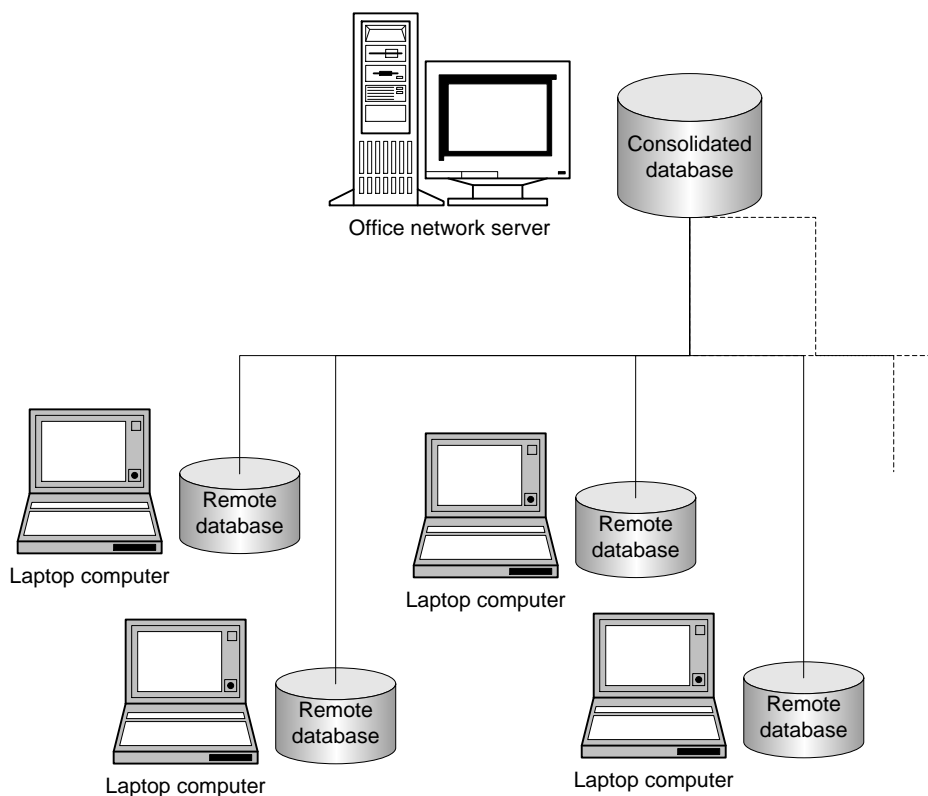 Consolidated
database
Office network server
Remote
database
Laptop computer
Remote
database
Laptop computer
Remote
database
Laptop computer
Remote
database
Laptop computer